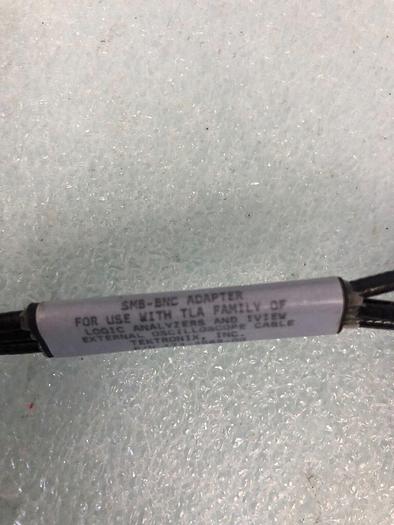 SMB-BNC ADAPTER
FOR USE WITH TLA FAMILY OF
LOGIC ANALYZERS AND IVIEW
EXTERNAL OSCILLOSCOPE CABLE
TEKTRONIX, INC.